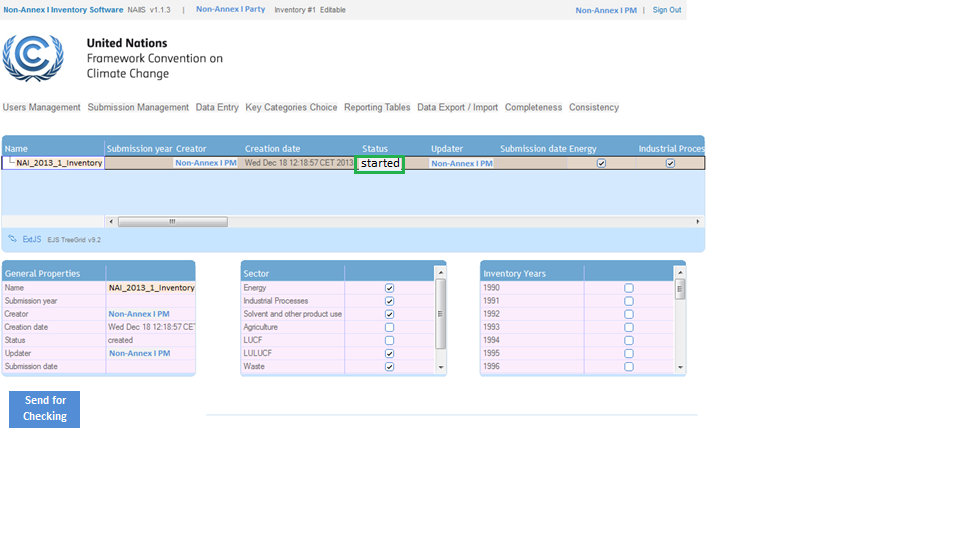 Non-Annex I Inventory Software NAIIS v1.1.3 | Non-Annex I Party Inventory #1 Editable Non-Annex I PM | Sign Out
United Nations
Framework Convention on
Climate Change
Users Management Submission Management Data Entry Key Categories Choice Reporting Tables Data Export / Import Completeness Consistency
Name Submission year Creator Creation date Status Updater Submission date Energy Industrial Proces
NAI_2013_1_Inventory Non-Annex I PM Wed Dec 18 12:18:57 CET 2013 started Non-Annex I PM
ExtJS EJS TreeGrid v9.2
General Properties
Name NAI_2013_1_Inventory
Submission year
Creator Non-Annex I PM
Creation date Wed Dec 18 12:18:57 CET
Status created
Updater Non-Annex I PM
Submission date
Sector
Energy
Industrial Processes
Solvent and other product use
Agriculture
LUCF
LULUCF
Waste
Inventory Years
1990
1991
1992
1993
1994
1995
1996
Send for
Checking